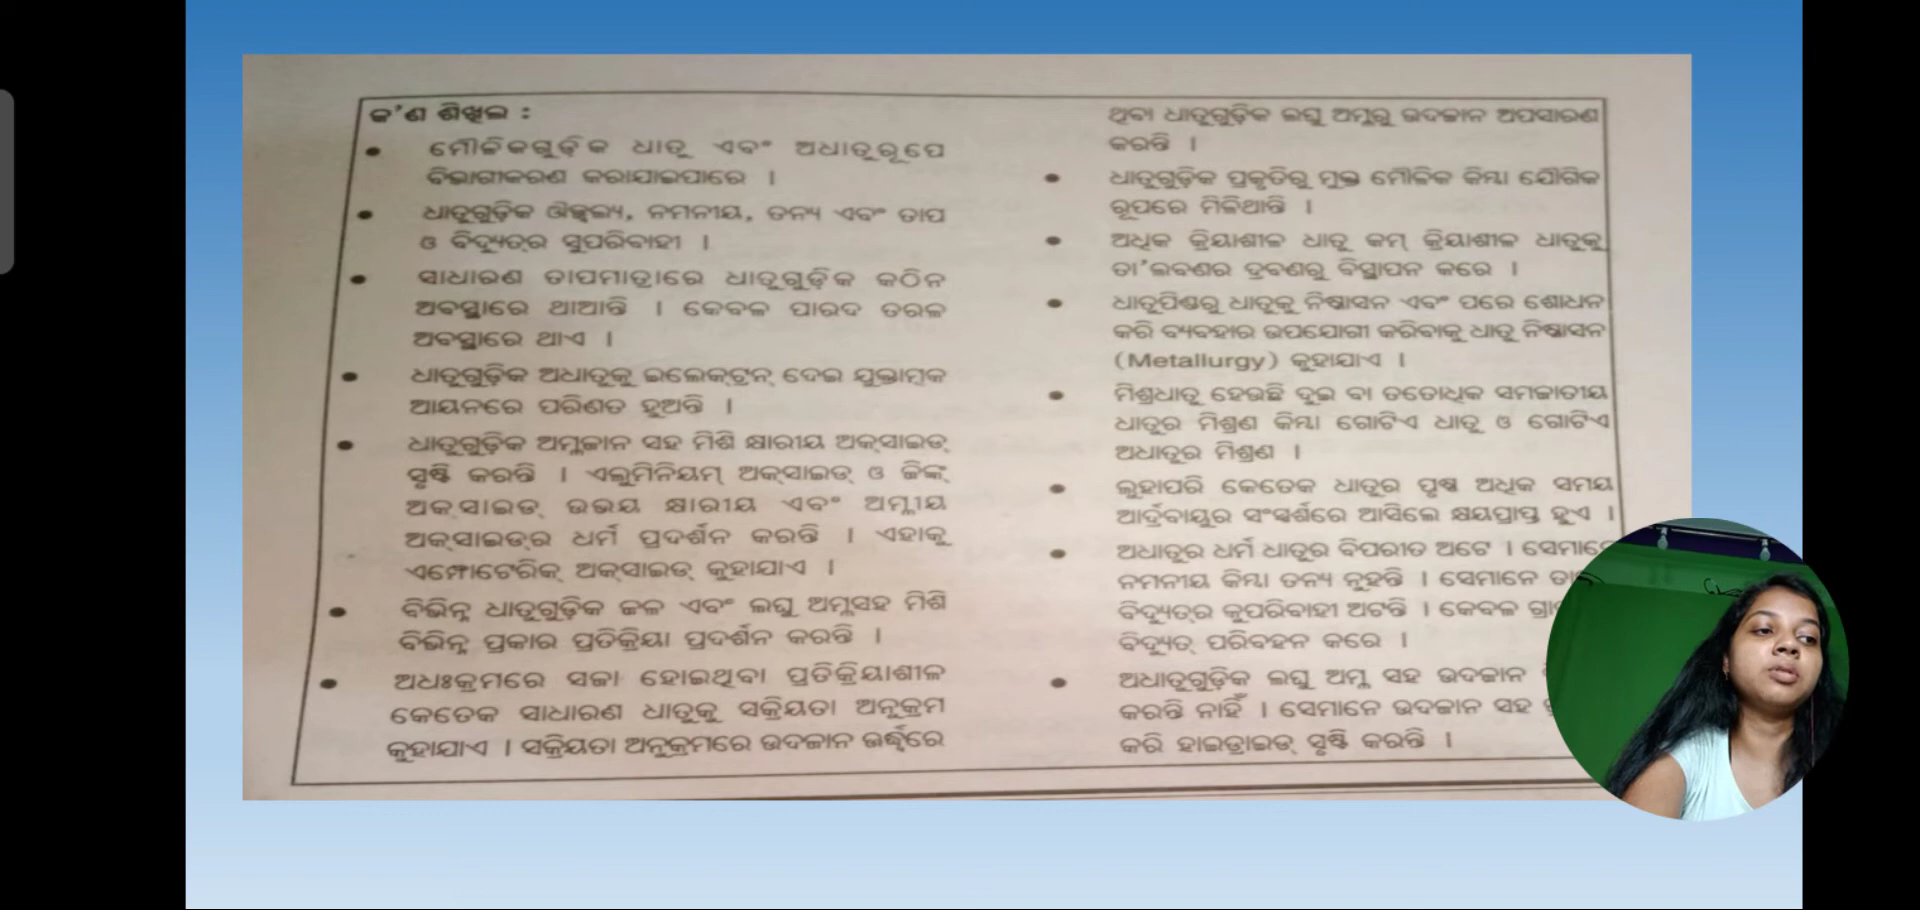 କ'ଣ ଶିଖିଲ :
• ମୌଳିକଗୁଡ଼ିକ ଧାତୁ ଏବଂ ଅଧାତୁରୂପେ
ବିଭାଗୀକରଣ କରାଯାଇପାରେ ।
• ଧାତୁଗୁଡ଼ିକ ଔଜ୍ଜ୍ୱଲ୍ୟ, ନମନୀୟ, ତନ୍ୟ ଏବଂ ତାପ
ଓ ବିଦ୍ୟୁତ୍‌ର ସୁପରିବାହୀ ।
• ସାଧାରଣ ତାପମାତ୍ରାରେ ଧାତୁଗୁଡ଼ିକ କଠିନ
ଅବସ୍ଥାରେ ଥାଆନ୍ତି । କେବଳ ପାରଦ ତରଳ
ଅବସ୍ଥାରେ ଥାଏ ।
• ଧାତୁଗୁଡ଼ିକ ଅଧାତୁକୁ ଇଲେକ୍‌ଟ୍ରନ୍ ଦେଇ ଯୁକ୍ତାତ୍ମକ
ଆୟନରେ ପରିଣତ ହୁଅନ୍ତି ।
• ଧାତୁଗୁଡ଼ିକ ଅମ୍ଳଜାନ ସହ ମିଶି କ୍ଷାରୀୟ ଅକ୍‌ସାଇଡ୍
ସୃଷ୍ଟି କରନ୍ତି । ଏଲୁମିନିୟମ୍ ଅକ୍‌ସାଇଡ୍ ଓ ଜିଙ୍କ୍
ଅକ୍‌ସାଇଡ୍ ଉଭୟ କ୍ଷାରୀୟ ଏବଂ ଅମ୍ଳୀୟ
ଅକ୍‌ସାଇଡ୍‌ର ଧର୍ମ ପ୍ରଦର୍ଶନ କରନ୍ତି । ଏହାକୁ
ଏମ୍ଫୋଟେରିକ୍ ଅକ୍‌ସାଇଡ୍ କୁହାଯାଏ ।
• ବିଭିନ୍ନ ଧାତୁଗୁଡ଼ିକ ଜଳ ଏବଂ ଲଘୁ ଅମ୍ଳସହ ମିଶି
ବିଭିନ୍ନ ପ୍ରକାର ପ୍ରତିକ୍ରିୟା ପ୍ରଦର୍ଶନ କରନ୍ତି ।
• ଅଧଃକ୍ରମରେ ସଜା ହୋଇଥିବା ପ୍ରତିକ୍ରିୟାଶୀଳ
କେତେକ ସାଧାରଣ ଧାତୁକୁ ସକ୍ରିୟତା ଅନୁକ୍ରମ
କୁହାଯାଏ । ସକ୍ରିୟତା ଅନୁକ୍ରମରେ ଉଦଜାନ ଊର୍ଦ୍ଧ୍ୱରେ
ଥିବା ଧାତୁଗୁଡ଼ିକ ଲଘୁ ଅମ୍ଳରୁ ଉଦଜାନ ଅପସାରଣ
କରନ୍ତି ।
• ଧାତୁଗୁଡ଼ିକ ପ୍ରକୃତିରୁ ମୁକ୍ତ ମୌଳିକ କିମ୍ବା ଯୌଗିକ
ରୂପରେ ମିଳିଥାନ୍ତି ।
• ଅଧିକ କ୍ରିୟାଶୀଳ ଧାତୁ କମ୍ କ୍ରିୟାଶୀଳ ଧାତୁକୁ
ତା'ଲବଣର ଦ୍ରବଣରୁ ବିସ୍ଥାପନ କରେ ।
• ଧାତୁପିଣ୍ଡରୁ ଧାତୁକୁ ନିଷ୍କାସନ ଏବଂ ପରେ ଶୋଧନ
କରି ବ୍ୟବହାର ଉପଯୋଗୀ କରିବାକୁ ଧାତୁ ନିଷ୍କାସନ
(Metallurgy) କୁହାଯାଏ ।
• ମିଶ୍ରଧାତୁ ହେଉଛି ଦୁଇ ବା ତତୋଧିକ ସମଜାତୀୟ
ଧାତୁର ମିଶ୍ରଣ କିମ୍ବା ଗୋଟିଏ ଧାତୁ ଓ ଗୋଟିଏ
ଅଧାତୁର ମିଶ୍ରଣ ।
• ଲୁହାପରି କେତେକ ଧାତୁର ପୃଷ୍ଠ ଅଧିକ ସମୟ
ଆର୍ଦ୍ରବାୟୁର ସଂସ୍ପର୍ଶରେ ଆସିଲେ କ୍ଷୟପ୍ରାପ୍ତ ହୁଏ ।
• ଅଧାତୁର ଧର୍ମ ଧାତୁର ବିପରୀତ ଅଟେ ।
ନମନୀୟ କିମ୍ବା ତନ୍ୟ ନୁହନ୍ତି । ସେମାନେ
ବିଦ୍ୟୁତ୍‌ର କୁପରିବାହୀ ଅଟନ୍ତି । କେବଳ
ବିଦ୍ୟୁତ୍ ପରିବହନ କରେ ।
• ଅଧାତୁଗୁଡ଼ିକ ଲଘୁ ଅମ୍ଳ ସହ ଉଦଜାନ
କରନ୍ତି ନାହିଁ । ସେମାନେ ଉଦଜାନ ସହ
କରି ହାଇଡ୍ରାଇଡ୍ ସୃଷ୍ଟି କରନ୍ତି ।